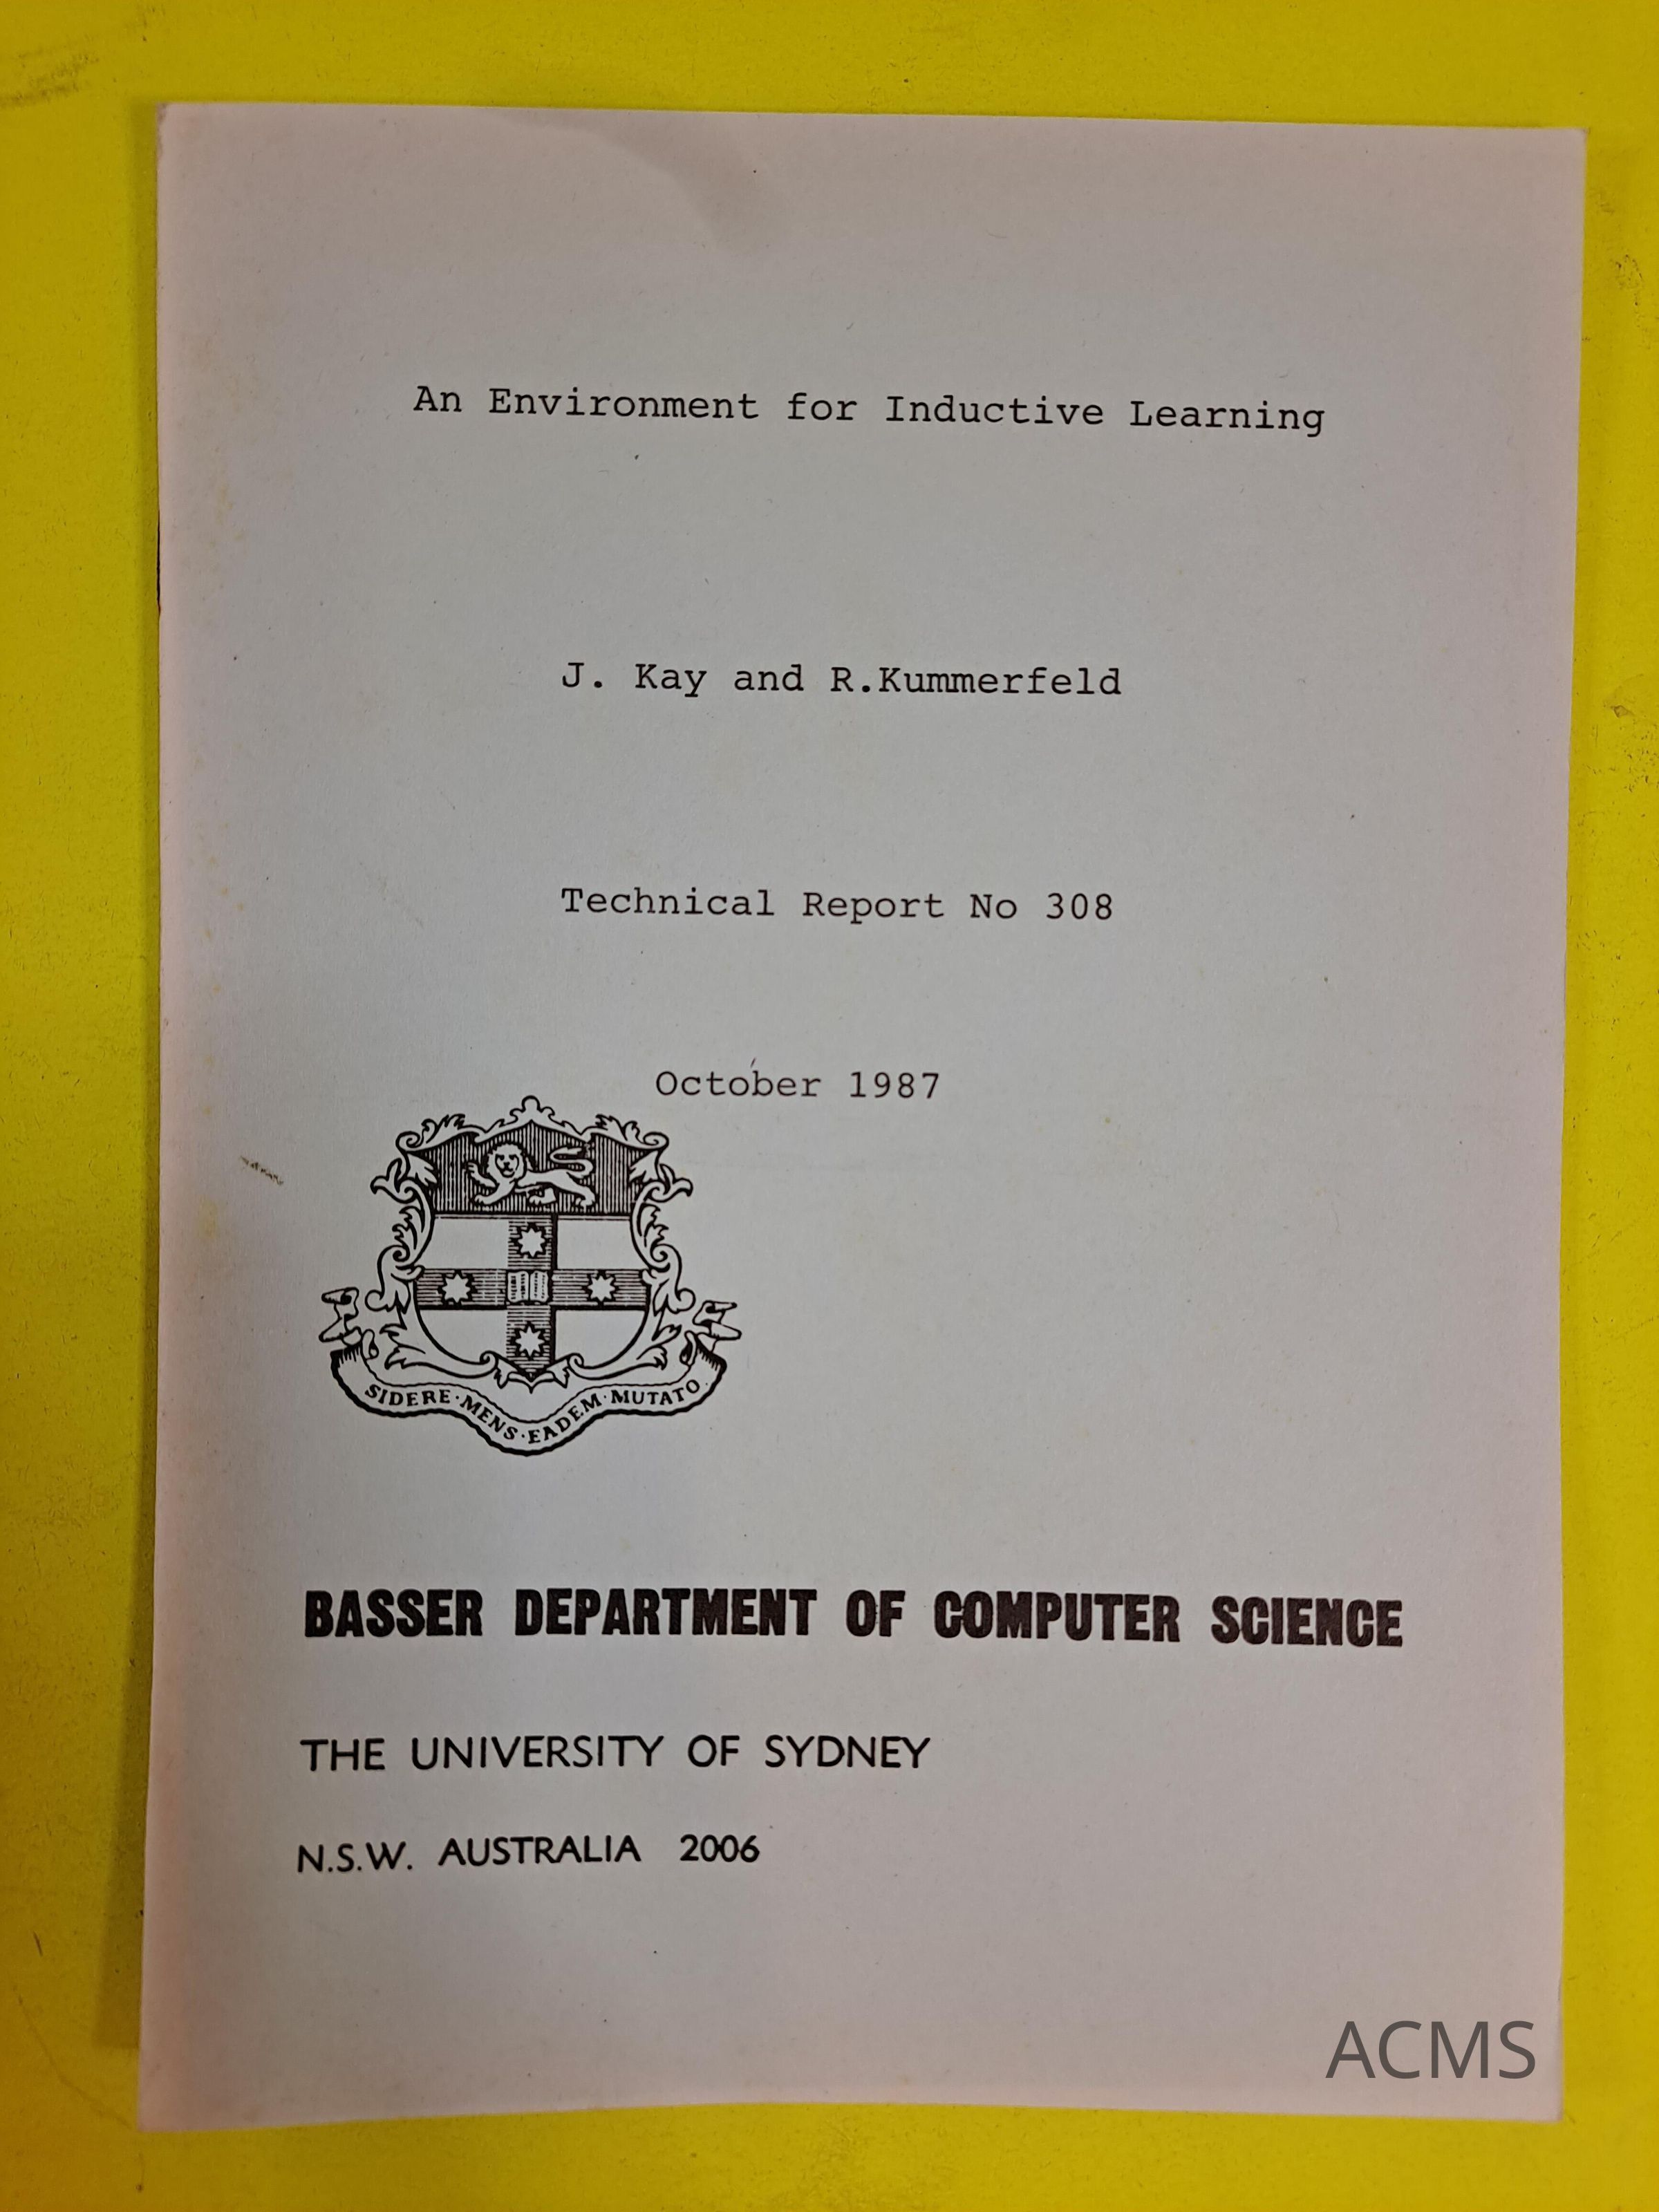 An Environment for Inductive Learning
J. Kay and R.Kummerfeld
Technical Report No 308
October 1987
SIDERE·MENS·EADEM·MUTATO
BASSER DEPARTMENT OF COMPUTER SCIENCE
THE UNIVERSITY OF SYDNEY
N.S.W. AUSTRALIA 2006
ACMS